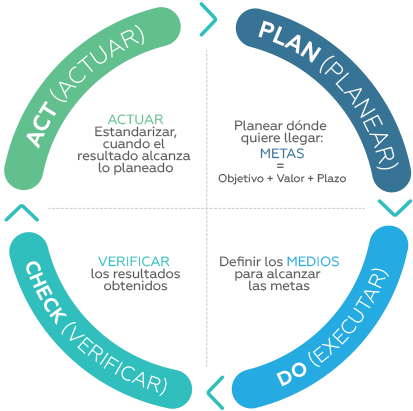 ACT (ACTUAR)
ACTUAR
Estandarizar,
cuando el
resultado alcanza
lo planeado
PLAN (PLANEAR)
Planear dónde
quiere llegar:
METAS
=
Objetivo + Valor + Plazo
CHECK (VERIFICAR)
VERIFICAR
los resultados
obtenidos
DO (EXECUTAR)
Definir los MEDIOS
para alcanzar
las metas